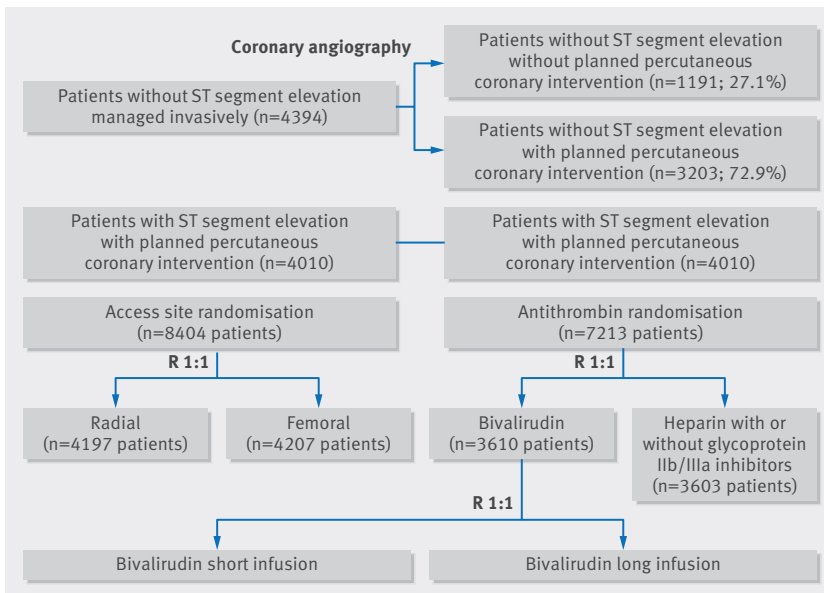 Coronary angiography
Patients without ST segment elevation
managed invasively (n=4394)
Patients without ST segment elevation
without planned percutaneous
coronary intervention (n=1191; 27.1%)
Patients without ST segment elevation
with planned percutaneous
coronary intervention (n=3203; 72.9%)
Patients with ST segment elevation
with planned percutaneous
coronary intervention (n=4010)
Patients with ST segment elevation
with planned percutaneous
coronary intervention (n=4010)
Access site randomisation
(n=8404 patients)
Antithrombin randomisation
(n=7213 patients)
R 1:1
R 1:1
Radial
(n=4197 patients)
Femoral
(n=4207 patients)
Bivalirudin
(n=3610 patients)
Heparin with or
without glycoprotein
IIb/IIIa inhibitors
(n=3603 patients)
R 1:1
Bivalirudin short infusion
Bivalirudin long infusion